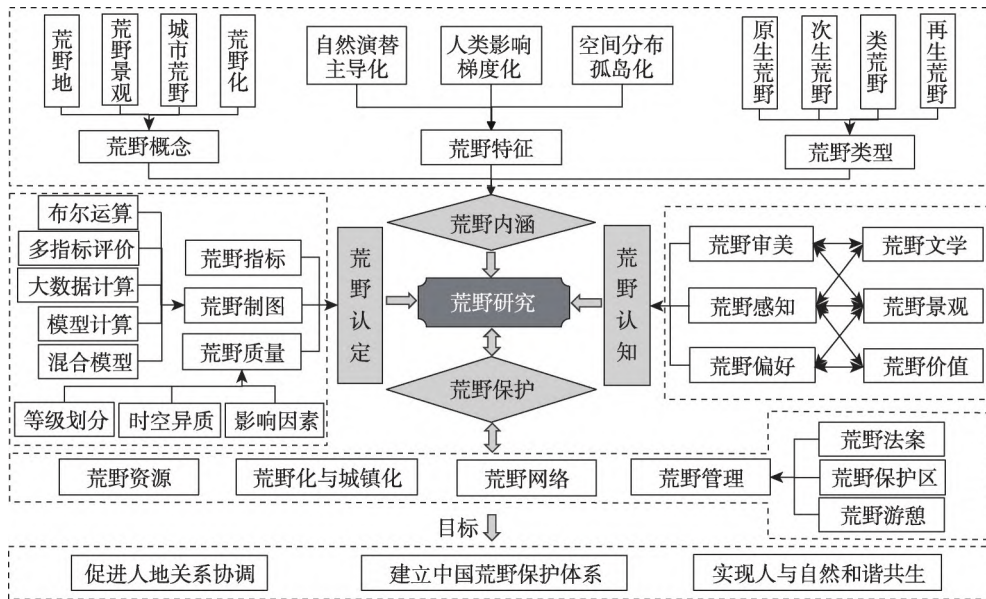 荒野地
荒野景观
城市荒野
荒野化
自然演替
主导化
人类影响
梯度化
空间分布
孤岛化
原生荒野
次生荒野
类荒野
再生荒野
荒野概念
荒野特征
荒野类型
荒野内涵
布尔运算
多指标评价
大数据计算
模型计算
混合模型
荒野指标
荒野制图
荒野质量
等级划分
时空异质
影响因素
荒野认定
荒野研究
荒野认知
荒野审美
荒野感知
荒野偏好
荒野文学
荒野景观
荒野价值
荒野保护
荒野资源
荒野化与城镇化
荒野网络
荒野管理
荒野法案
荒野保护区
荒野游憩
目标
促进人地关系协调
建立中国荒野保护体系
实现人与自然和谐共生